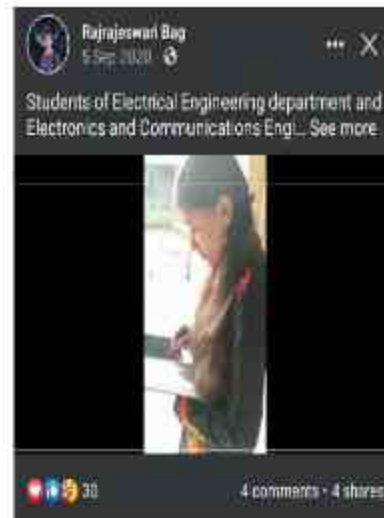 Rajrajeswari Bag
5 Sep 2020
Students of Electrical Engineering department and
Electronics and Communications Engi... See more
30
4 comments • 4 shares